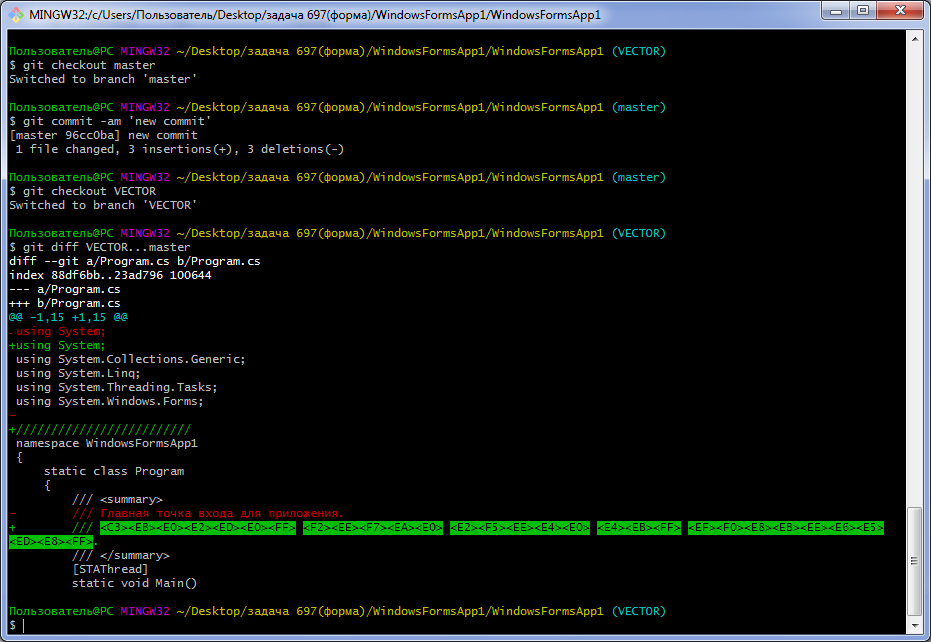 MINGW32:/c/Users/Пользователь/Desktop/задача 697(форма)/WindowsFormsApp1/WindowsFormsApp1
Пользователь@PC MINGW32 ~/Desktop/задача 697(форма)/WindowsFormsApp1/WindowsFormsApp1 (VECTOR)
$ git checkout master
Switched to branch 'master'
Пользователь@PC MINGW32 ~/Desktop/задача 697(форма)/WindowsFormsApp1/WindowsFormsApp1 (master)
$ git commit -am 'new commit'
[master 96cc0ba] new commit
 1 file changed, 3 insertions(+), 3 deletions(-)
Пользователь@PC MINGW32 ~/Desktop/задача 697(форма)/WindowsFormsApp1/WindowsFormsApp1 (master)
$ git checkout VECTOR
Switched to branch 'VECTOR'
Пользователь@PC MINGW32 ~/Desktop/задача 697(форма)/WindowsFormsApp1/WindowsFormsApp1 (VECTOR)
$ git diff VECTOR...master
diff --git a/Program.cs b/Program.cs
index 88df6bb..23ad796 100644
--- a/Program.cs
+++ b/Program.cs
@@ -1,15 +1,15 @@
-using System;
+using System;
 using System.Collections.Generic;
 using System.Linq;
 using System.Threading.Tasks;
 using System.Windows.Forms;
-
+/////////////////////////
 namespace WindowsFormsApp1
 {
     static class Program
     {
         /// <summary>
-        /// Главная точка входа для приложения.
+        /// <C3><EB><E0><E2><ED><E0><FF> <F2><EE><F7><EA><E0> <E2><F5><EE><E4><E0> <E4><EB><FF> <EF><F0><E8><EB><EE><E6><E5>
<ED><E8><FF>.
         /// </summary>
         [STAThread]
         static void Main()
Пользователь@PC MINGW32 ~/Desktop/задача 697(форма)/WindowsFormsApp1/WindowsFormsApp1 (VECTOR)
$